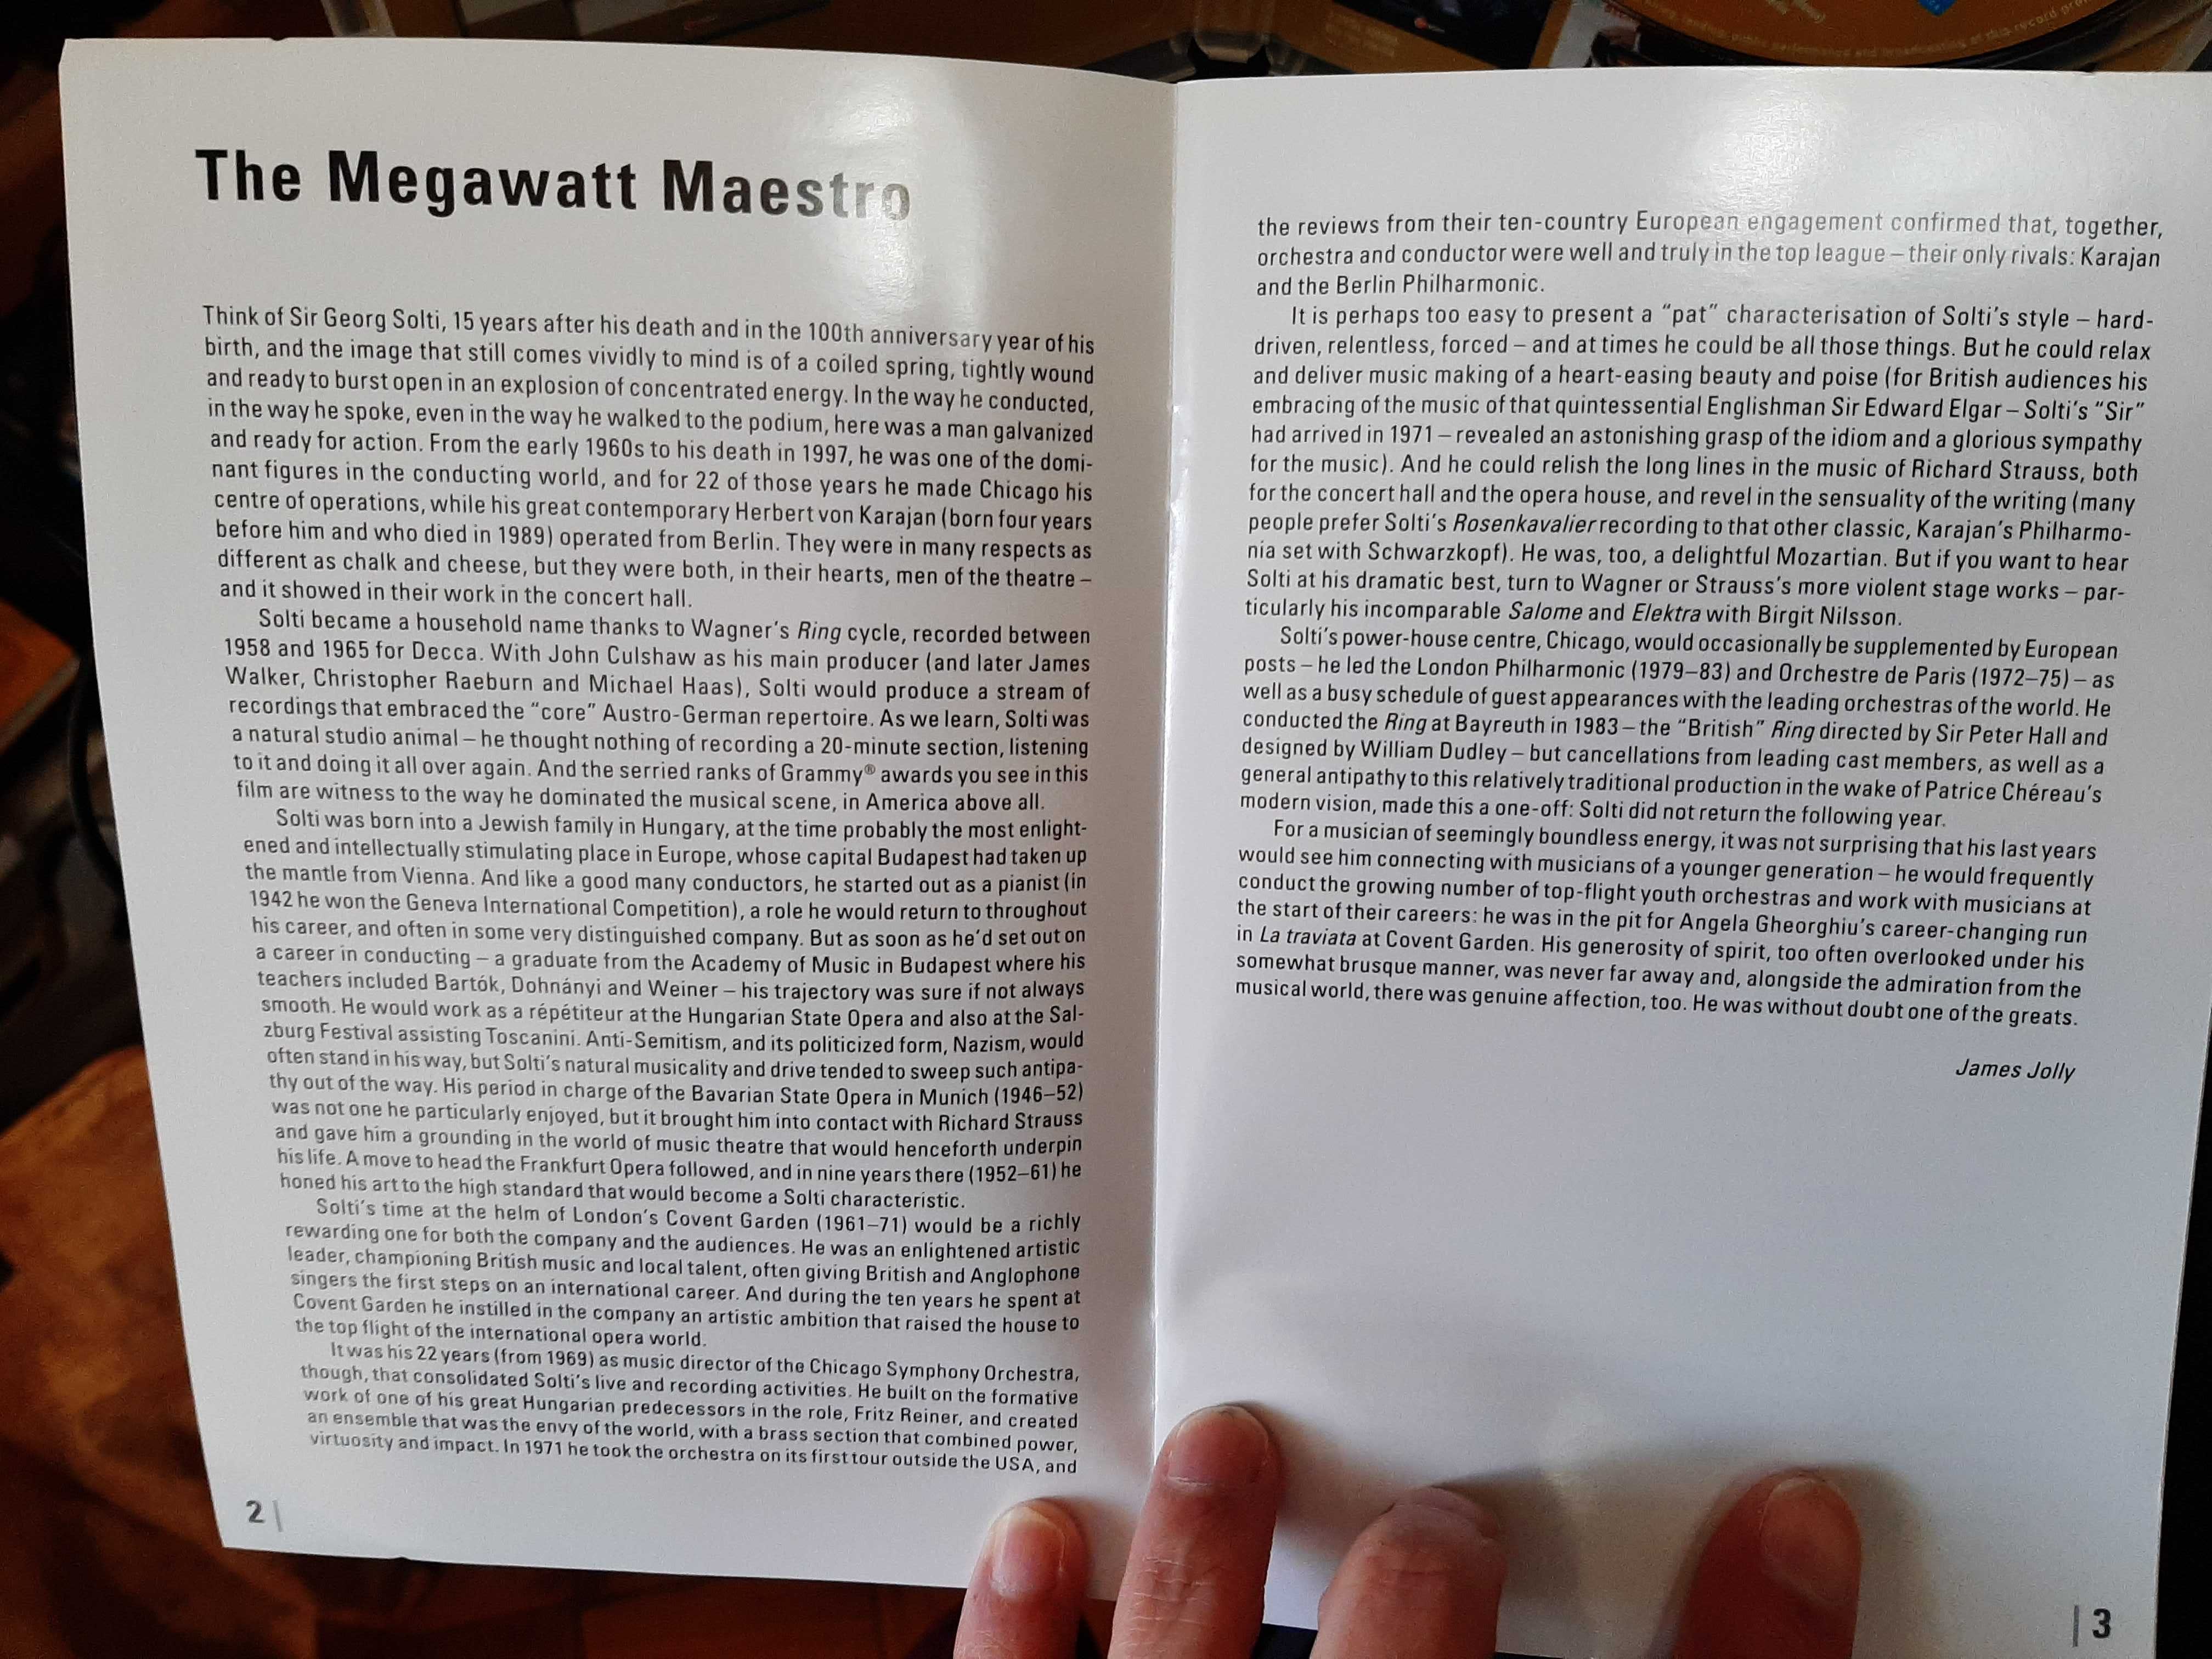 The Megawatt Maestro
Think of Sir Georg Solti, 15 years after his death and in the 100th anniversary year of his
birth, and the image that still comes vividly to mind is of a coiled spring, tightly wound
and ready to burst open in an explosion of concentrated energy. In the way he conducted,
in the way he spoke, even in the way he walked to the podium, here was a man galvanized
and ready for action. From the early 1960s to his death in 1997, he was one of the domi-
nant figures in the conducting world, and for 22 of those years he made Chicago his
centre of operations, while his great contemporary Herbert von Karajan (born four years
before him and who died in 1989) operated from Berlin. They were in many respects as
different as chalk and cheese, but they were both, in their hearts, men of the theatre –
and it showed in their work in the concert hall.
Solti became a household name thanks to Wagner's Ring cycle, recorded between
1958 and 1965 for Decca. With John Culshaw as his main producer (and later James
Walker, Christopher Raeburn and Michael Haas), Solti would produce a stream of
recordings that embraced the "core" Austro-German repertoire. As we learn, Solti was
a natural studio animal – he thought nothing of recording a 20-minute section, listening
to it and doing it all over again. And the serried ranks of Grammy® awards you see in this
film are witness to the way he dominated the musical scene, in America above all.
Solti was born into a Jewish family in Hungary, at the time probably the most enlight-
ened and intellectually stimulating place in Europe, whose capital Budapest had taken up
the mantle from Vienna. And like a good many conductors, he started out as a pianist (in
1942 he won the Geneva International Competition), a role he would return to throughout
his career, and often in some very distinguished company. But as soon as he'd set out on
a career in conducting – a graduate from the Academy of Music in Budapest where his
teachers included Bartók, Dohnányi and Weiner – his trajectory was sure if not always
smooth. He would work as a répétiteur at the Hungarian State Opera and also at the Sal-
zburg Festival assisting Toscanini. Anti-Semitism, and its politicized form, Nazism, would
often stand in his way, but Solti's natural musicality and drive tended to sweep such antipa-
thy out of the way. His period in charge of the Bavarian State Opera in Munich (1946–52)
was not one he particularly enjoyed, but it brought him into contact with Richard Strauss
and gave him a grounding in the world of music theatre that would henceforth underpin
his life. A move to head the Frankfurt Opera followed, and in nine years there (1952–61) he
honed his art to the high standard that would become a Solti characteristic.
Solti's time at the helm of London's Covent Garden (1961–71) would be a richly
rewarding one for both the company and the audiences. He was an enlightened artistic
leader, championing British music and local talent, often giving British and Anglophone
singers the first steps on an international career. And during the ten years he spent at
Covent Garden he instilled in the company an artistic ambition that raised the house to
the top flight of the international opera world.
It was his 22 years (from 1969) as music director of the Chicago Symphony Orchestra,
though, that consolidated Solti's live and recording activities. He built on the formative
work of one of his great Hungarian predecessors in the role, Fritz Reiner, and created
an ensemble that was the envy of the world, with a brass section that combined power,
virtuosity and impact. In 1971 he took the orchestra on its first tour outside the USA, and
2 |
the reviews from their ten-country European engagement confirmed that, together,
orchestra and conductor were well and truly in the top league – their only rivals: Karajan
and the Berlin Philharmonic.
It is perhaps too easy to present a "pat" characterisation of Solti's style – hard-
driven, relentless, forced – and at times he could be all those things. But he could relax
and deliver music making of a heart-easing beauty and poise (for British audiences his
embracing of the music of that quintessential Englishman Sir Edward Elgar – Solti's "Sir"
had arrived in 1971 – revealed an astonishing grasp of the idiom and a glorious sympathy
for the music). And he could relish the long lines in the music of Richard Strauss, both
for the concert hall and the opera house, and revel in the sensuality of the writing (many
people prefer Solti's Rosenkavalier recording to that other classic, Karajan's Philharmo-
nia set with Schwarzkopf). He was, too, a delightful Mozartian. But if you want to hear
Solti at his dramatic best, turn to Wagner or Strauss's more violent stage works – par-
ticularly his incomparable Salome and Elektra with Birgit Nilsson.
Solti's power-house centre, Chicago, would occasionally be supplemented by European
posts – he led the London Philharmonic (1979–83) and Orchestre de Paris (1972–75) – as
well as a busy schedule of guest appearances with the leading orchestras of the world. He
conducted the Ring at Bayreuth in 1983 – the "British" Ring directed by Sir Peter Hall and
designed by William Dudley – but cancellations from leading cast members, as well as a
general antipathy to this relatively traditional production in the wake of Patrice Chéreau's
modern vision, made this a one-off: Solti did not return the following year.
For a musician of seemingly boundless energy, it was not surprising that his last years
would see him connecting with musicians of a younger generation – he would frequently
conduct the growing number of top-flight youth orchestras and work with musicians at
the start of their careers: he was in the pit for Angela Gheorghiu's career-changing run
in La traviata at Covent Garden. His generosity of spirit, too often overlooked under his
somewhat brusque manner, was never far away and, alongside the admiration from the
musical world, there was genuine affection, too. He was without doubt one of the greats.
James Jolly
| 3